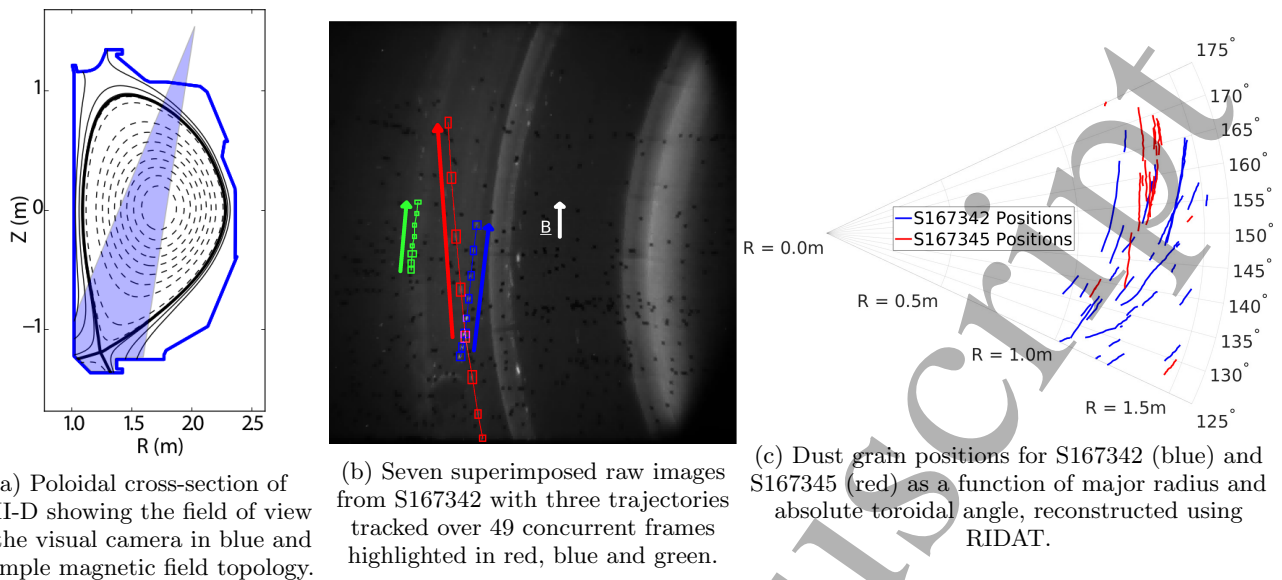 1
0
−1
Z (m)
1.0
1.5
2.0
2.5
R (m)
a) Poloidal cross-section of
II-D showing the field of view
the visual camera in blue and
mple magnetic field topology.
B
(b) Seven superimposed raw images
from S167342 with three trajectories
tracked over 49 concurrent frames
highlighted in red, blue and green.
175°
170°
165°
160°
155°
150°
145°
140°
135°
130°
125°
S167342 Positions
S167345 Positions
R = 0.0m
R = 0.5m
R = 1.0m
R = 1.5m
(c) Dust grain positions for S167342 (blue) and
S167345 (red) as a function of major radius and
absolute toroidal angle, reconstructed using
RIDAT.
uscript